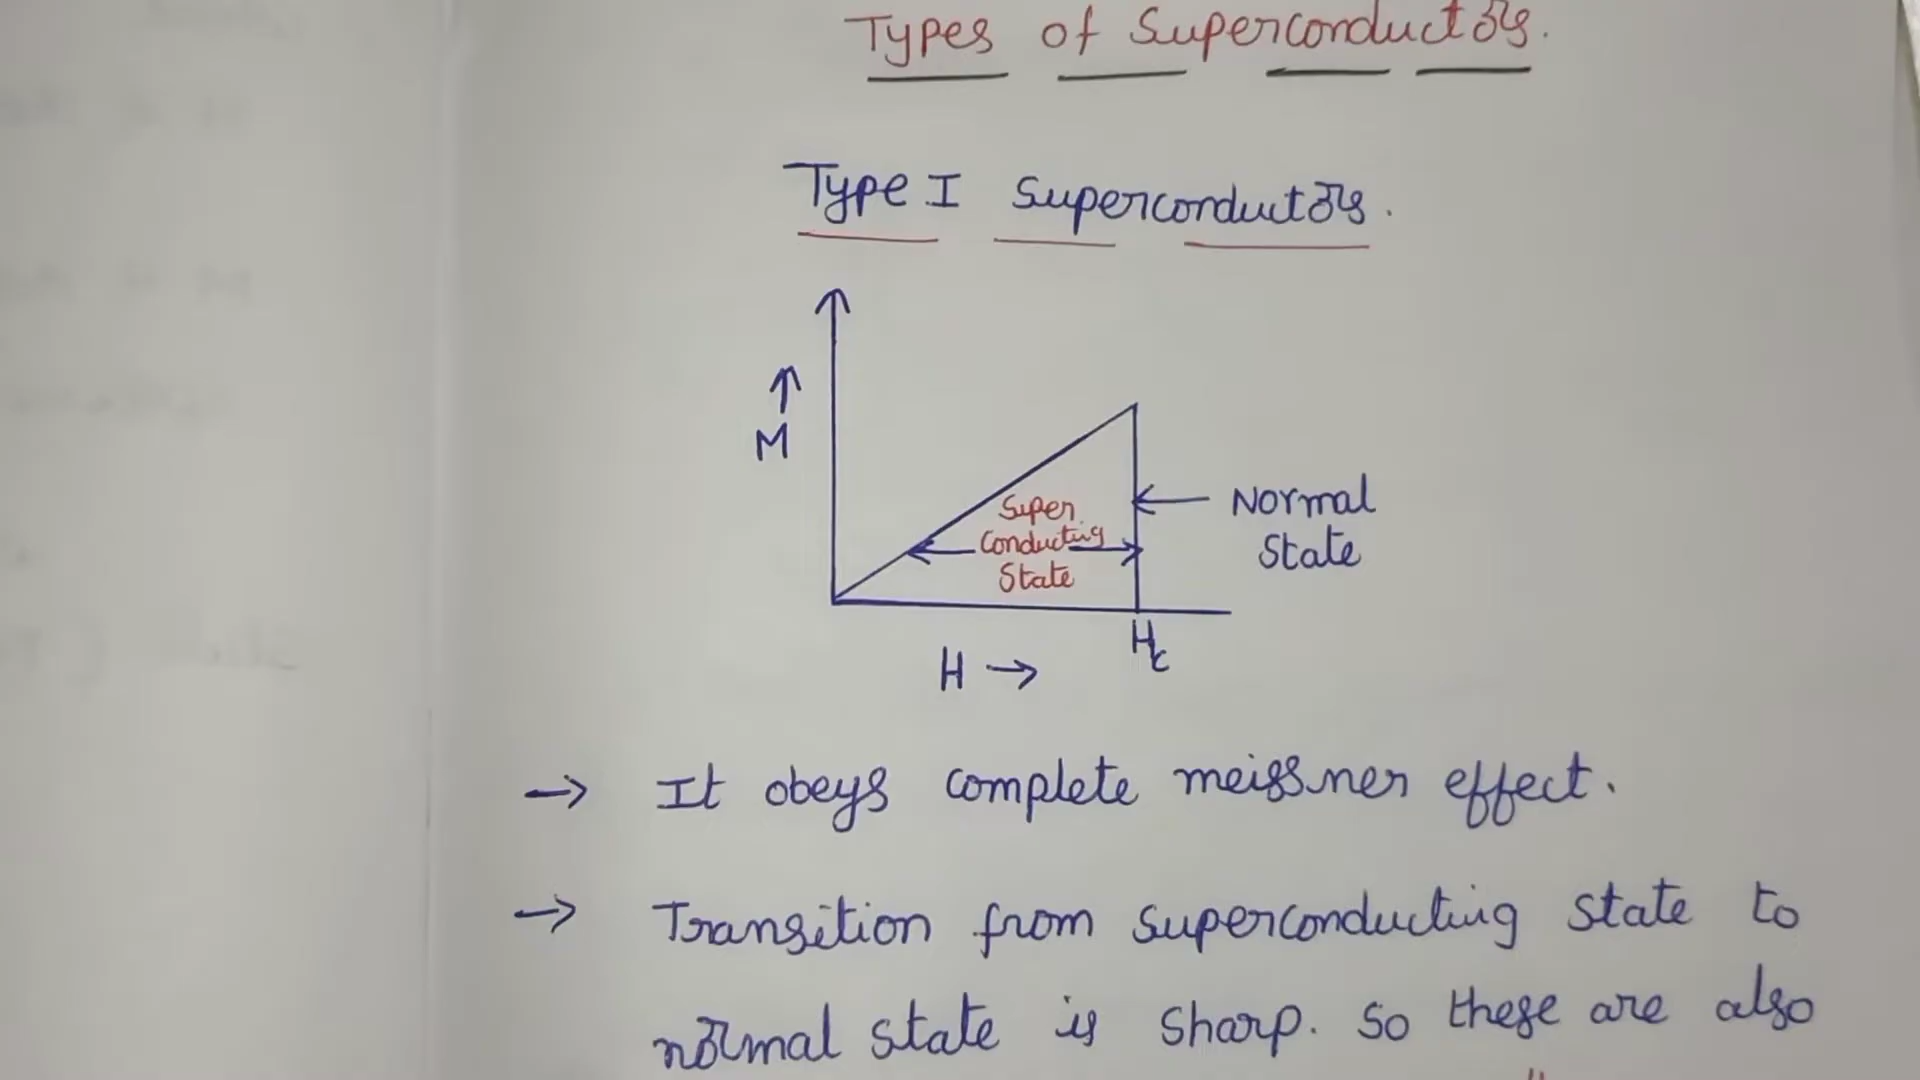 Types of Superconductors.
Type I Superconductors.
↑
M
Super
Conducting
State
Normal
State
H →
Hc
→ It obeys complete meissner effect.
→ Transition from superconducting state to
normal state is sharp. So these are also